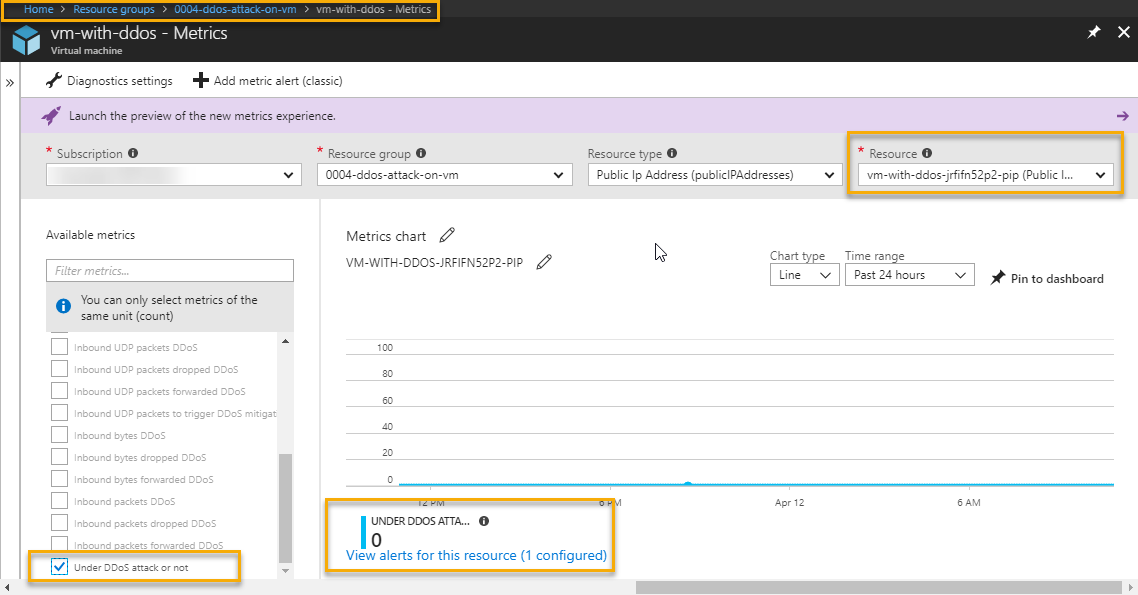 Home > Resource groups > 0004-ddos-attack-on-vm > vm-with-ddos - Metrics
vm-with-ddos - Metrics
Virtual machine
Diagnostics settings
Add metric alert (classic)
Launch the preview of the new metrics experience.
* Subscription
* Resource group
Resource type
* Resource
0004-ddos-attack-on-vm
Public Ip Address (publicIPAddresses)
vm-with-ddos-jrfifn52p2-pip (Public I...
Available metrics
Filter metrics...
You can only select metrics of the
same unit (count)
Inbound UDP packets DDoS
Inbound UDP packets dropped DDoS
Inbound UDP packets forwarded DDoS
Inbound UDP packets to trigger DDoS mitigat
Inbound bytes DDoS
Inbound bytes dropped DDoS
Inbound bytes forwarded DDoS
Inbound packets DDoS
Inbound packets dropped DDoS
Inbound packets forwarded DDoS
Under DDoS attack or not
Metrics chart
VM-WITH-DDOS-JRFIFN52P2-PIP
Chart type
Line
Time range
Past 24 hours
Pin to dashboard
100
80
60
40
20
0
12 PM
6 PM
Apr 12
6 AM
UNDER DDOS ATTA...
0
View alerts for this resource (1 configured)